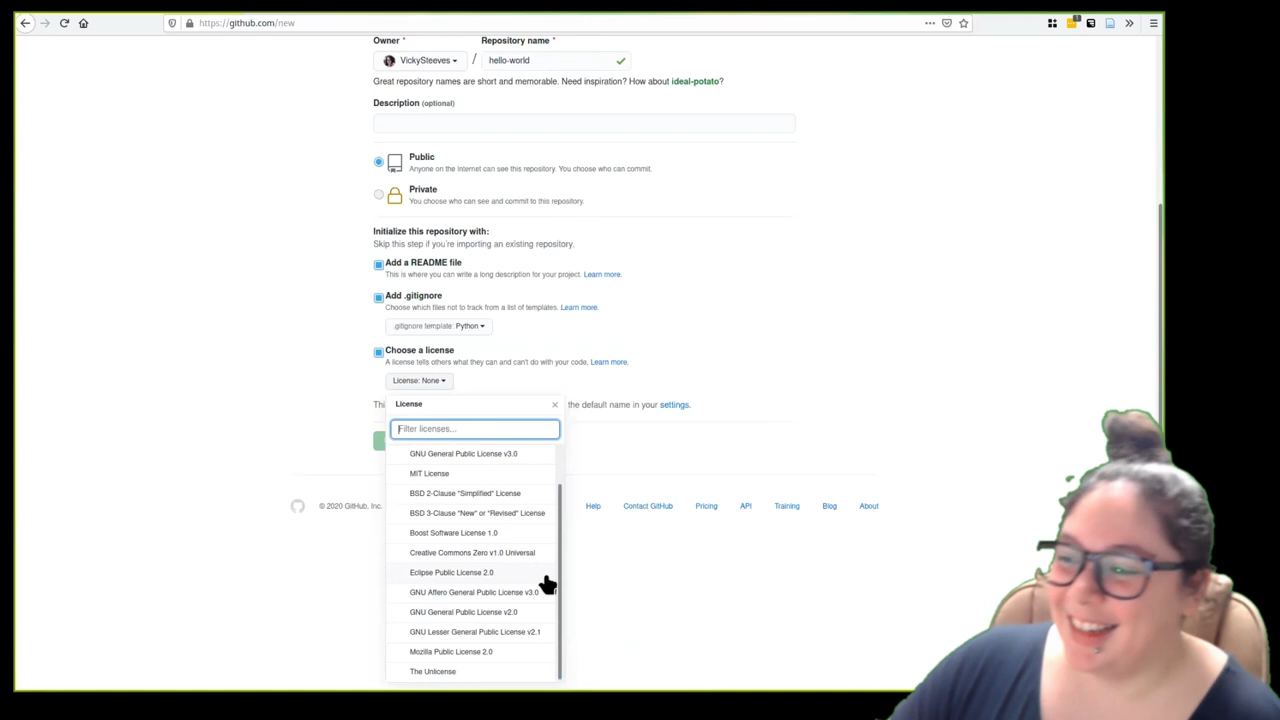 https://github.com/new
1
Owner * Repository name *
VickySteeves / hello-world
Great repository names are short and memorable. Need inspiration? How about ideal-potato?
Description (optional)
Public
Anyone on the internet can see this repository. You choose who can commit.
Private
You choose who can see and commit to this repository.
Initialize this repository with:
Skip this step if you're importing an existing repository.
Add a README file
This is where you can write a long description for your project. Learn more.
Add .gitignore
Choose which files not to track from a list of templates. Learn more.
.gitignore template: Python
Choose a license
A license tells others what they can and can't do with your code. Learn more.
License: None
Thi
the default name in your settings.
License
Filter licenses...
GNU General Public License v3.0
MIT License
BSD 2-Clause "Simplified" License
BSD 3-Clause "New" or "Revised" License
Boost Software License 1.0
Creative Commons Zero v1.0 Universal
Eclipse Public License 2.0
GNU Affero General Public License v3.0
GNU General Public License v2.0
GNU Lesser General Public License v2.1
Mozilla Public License 2.0
The Unlicense
© 2020 GitHub, Inc.
Help Contact GitHub Pricing API Training Blog About